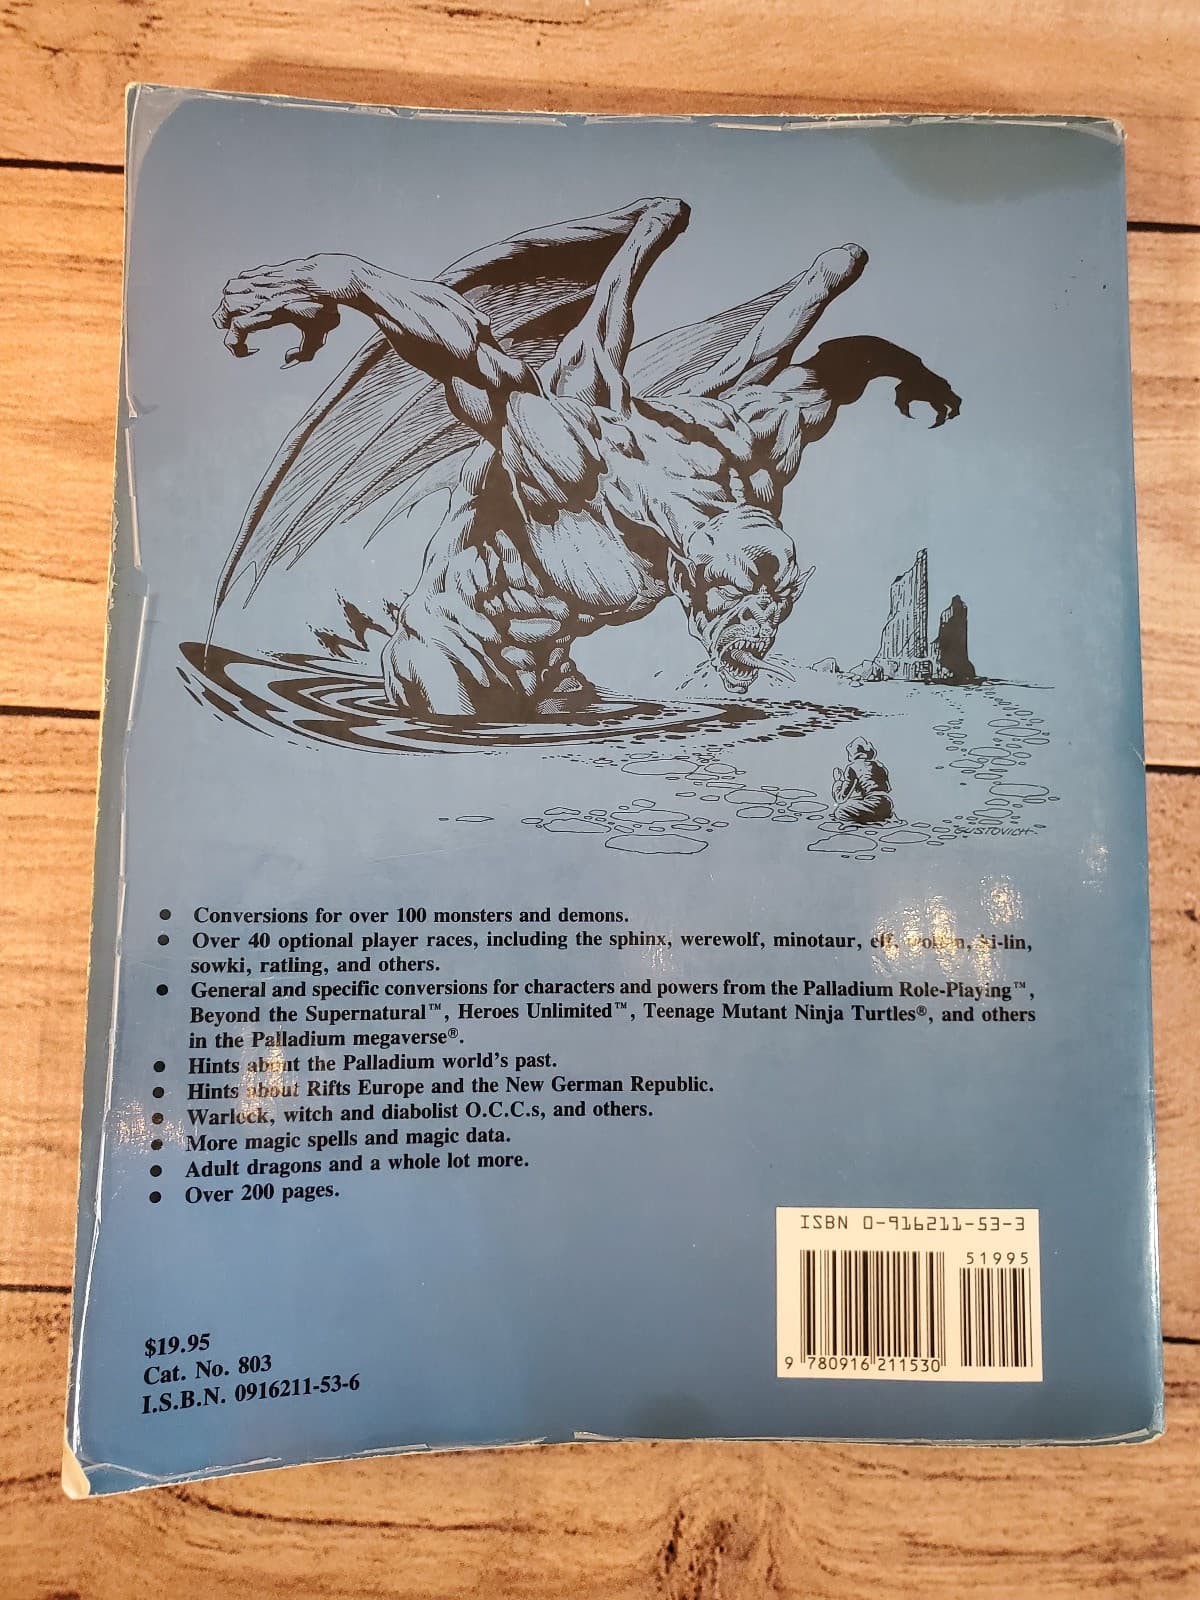 GUSTOVICH
• Conversions for over 100 monsters and demons.
• Over 40 optional player races, including the sphinx, werewolf, minotaur, elf, wolfen, ki-lin,
sowki, ratling, and others.
• General and specific conversions for characters and powers from the Palladium Role-Playing™,
Beyond the Supernatural™, Heroes Unlimited™, Teenage Mutant Ninja Turtles®, and others
in the Palladium megaverse®.
• Hints about the Palladium world's past.
• Hints about Rifts Europe and the New German Republic.
• Warlock, witch and diabolist O.C.C.s, and others.
• More magic spells and magic data.
• Adult dragons and a whole lot more.
• Over 200 pages.
ISBN 0-916211-53-3
51995
9 780916 211530
$19.95
Cat. No. 803
I.S.B.N. 0916211-53-6